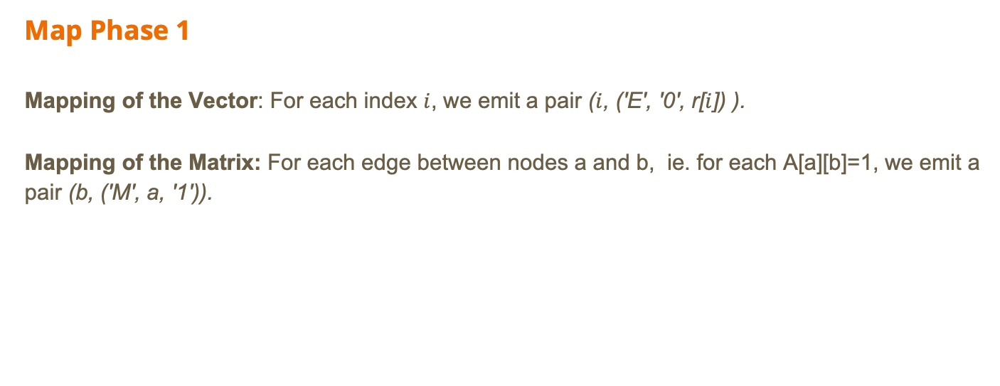 Map Phase 1
Mapping of the Vector: For each index i, we emit a pair (i, ('E', '0', r[i]) ).
Mapping of the Matrix: For each edge between nodes a and b,  ie. for each A[a][b]=1, we emit a
pair (b, ('M', a, '1')).